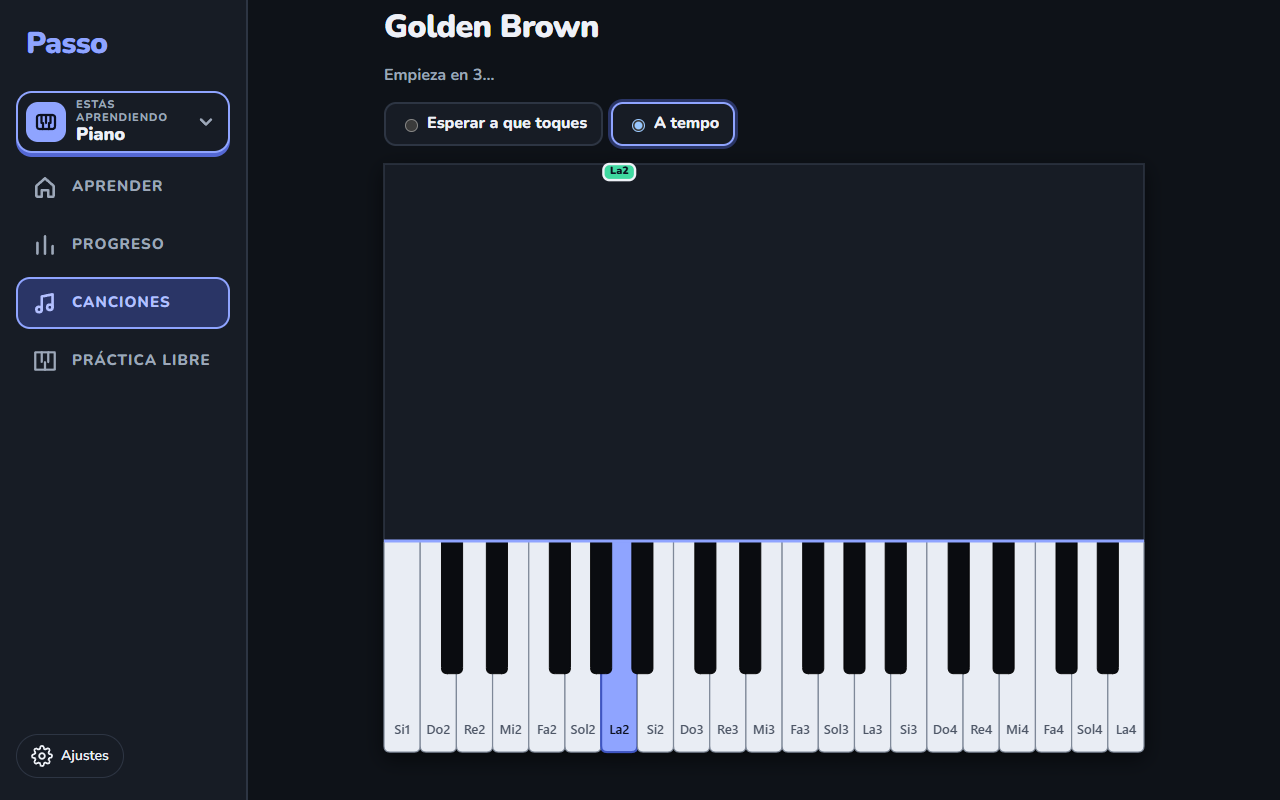 Passo
ESTÁS
APRENDIENDO
Piano
APRENDER
PROGRESO
CANCIONES
PRÁCTICA LIBRE
Ajustes
Golden Brown
Empieza en 3...
Esperar a que toques
A tempo
La2
Si1 Do2 Re2 Mi2 Fa2 Sol2 La2 Si2 Do3 Re3 Mi3 Fa3 Sol3 La3 Si3 Do4 Re4 Mi4 Fa4 Sol4 La4